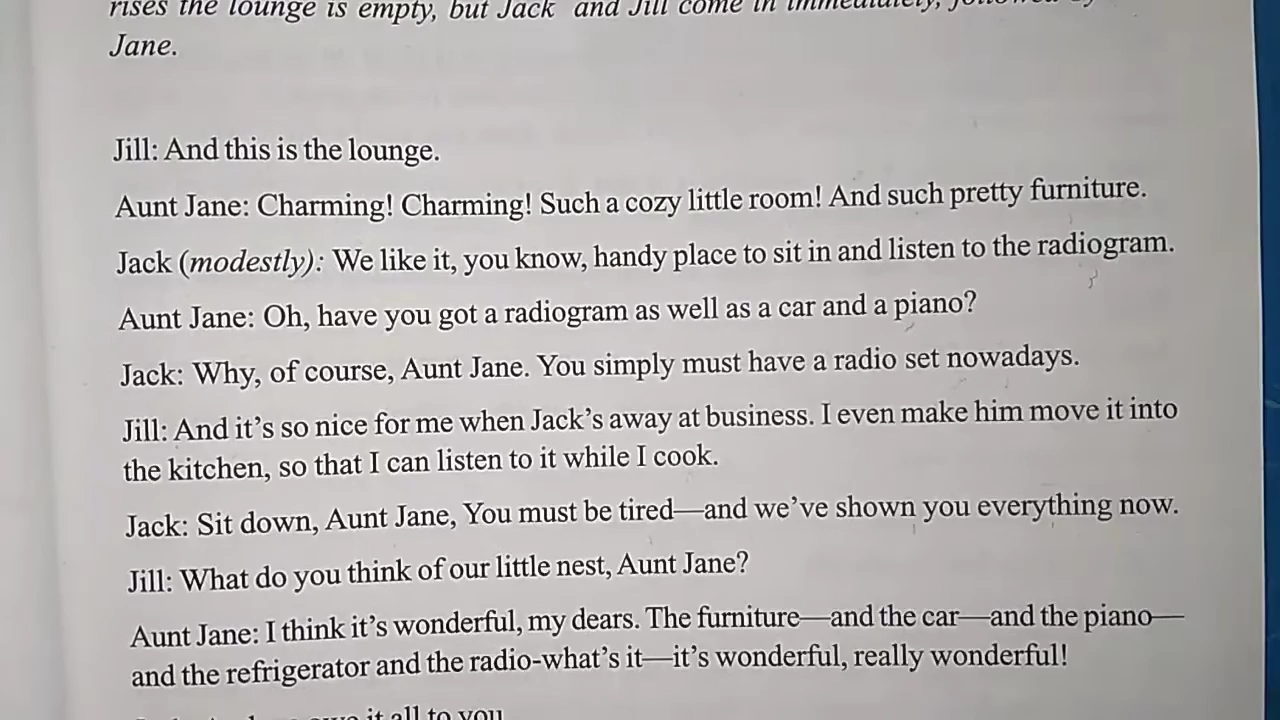 rises the lounge is empty, but Jack and Jill come in immediately, followed by
Jane.
Jill: And this is the lounge.
Aunt Jane: Charming! Charming! Such a cozy little room! And such pretty furniture.
Jack (modestly): We like it, you know, handy place to sit in and listen to the radiogram.
Aunt Jane: Oh, have you got a radiogram as well as a car and a piano?
Jack: Why, of course, Aunt Jane. You simply must have a radio set nowadays.
Jill: And it’s so nice for me when Jack’s away at business. I even make him move it into
the kitchen, so that I can listen to it while I cook.
Jack: Sit down, Aunt Jane, You must be tired—and we’ve shown you everything now.
Jill: What do you think of our little nest, Aunt Jane?
Aunt Jane: I think it’s wonderful, my dears. The furniture—and the car—and the piano—
and the refrigerator and the radio-what’s it—it’s wonderful, really wonderful!
it all to you